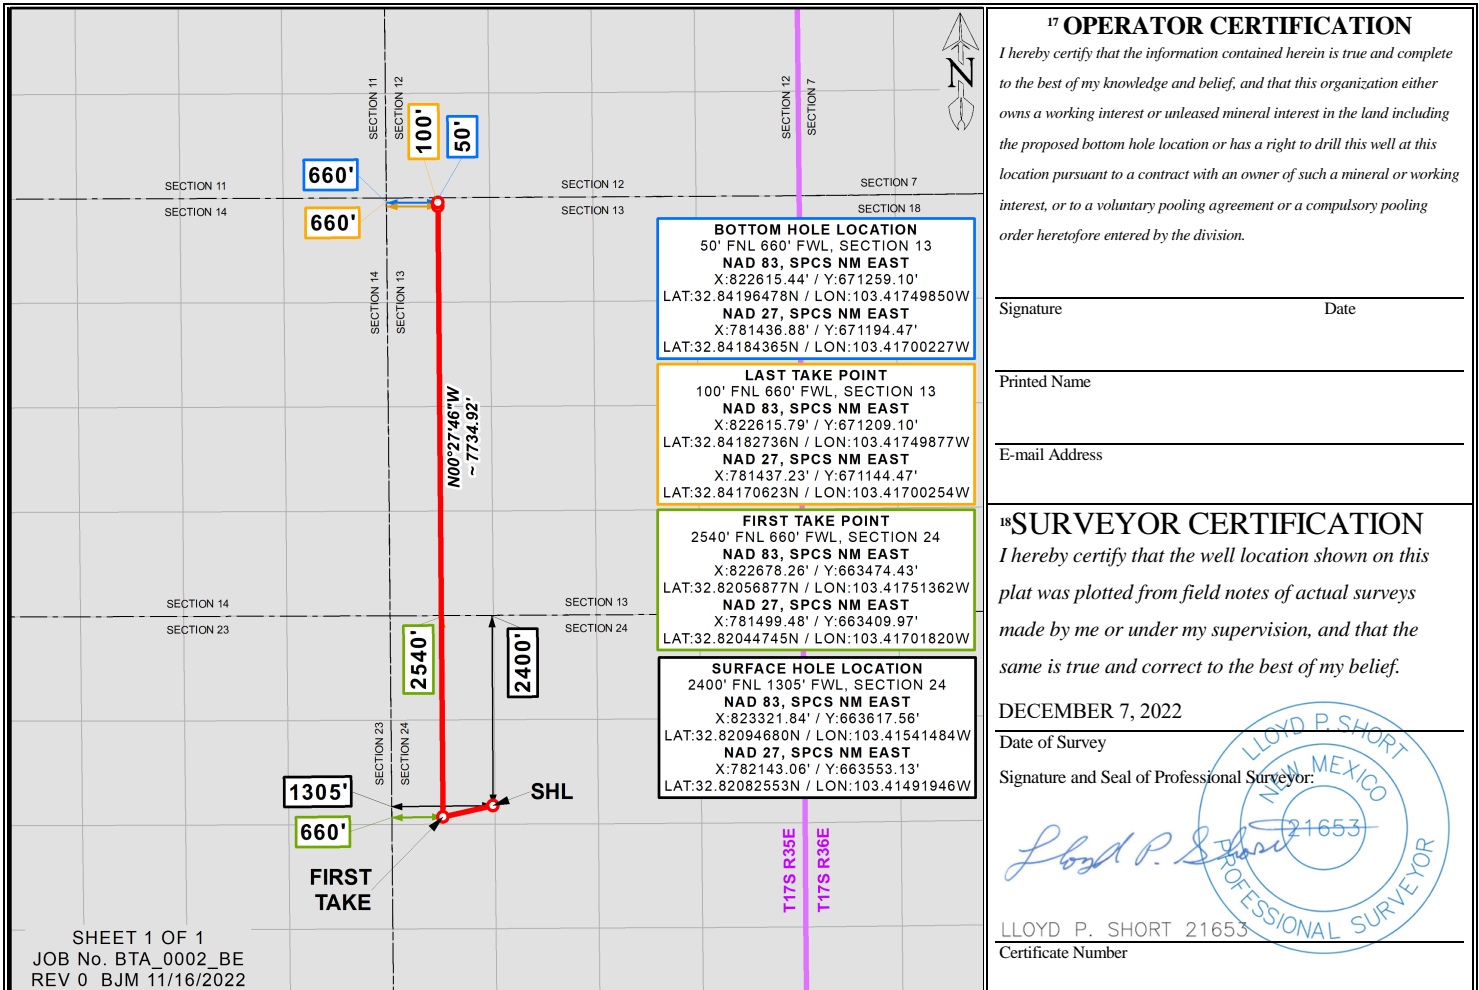 SECTION 11
SECTION 12
SECTION 12
SECTION 7
N
100'
50'
660'
660'
SECTION 11
SECTION 14
SECTION 12
SECTION 13
SECTION 7
SECTION 18
SECTION 14
SECTION 13
BOTTOM HOLE LOCATION
50' FNL 660' FWL, SECTION 13
NAD 83, SPCS NM EAST
X:822615.44' / Y:671259.10'
LAT:32.84196478N / LON:103.41749850W
NAD 27, SPCS NM EAST
X:781436.88' / Y:671194.47'
LAT:32.84184365N / LON:103.41700227W
LAST TAKE POINT
100' FNL 660' FWL, SECTION 13
NAD 83, SPCS NM EAST
X:822615.79' / Y:671209.10'
LAT:32.84182736N / LON:103.41749877W
NAD 27, SPCS NM EAST
X:781437.23' / Y:671144.47'
LAT:32.84170623N / LON:103.41700254W
N00°27'46"W
~ 7734.92'
FIRST TAKE POINT
2540' FNL 660' FWL, SECTION 24
NAD 83, SPCS NM EAST
X:822678.26' / Y:663474.43'
LAT:32.82056877N / LON:103.41751362W
NAD 27, SPCS NM EAST
X:781499.48' / Y:663409.97'
LAT:32.82044745N / LON:103.41701820W
SECTION 14
SECTION 23
SECTION 13
SECTION 24
2540'
2400'
SURFACE HOLE LOCATION
2400' FNL 1305' FWL, SECTION 24
NAD 83, SPCS NM EAST
X:823321.84' / Y:663617.56'
LAT:32.82094680N / LON:103.41541484W
NAD 27, SPCS NM EAST
X:782143.06' / Y:663553.13'
LAT:32.82082553N / LON:103.41491946W
SECTION 23
SECTION 24
1305'
660'
SHL
FIRST
TAKE
T17S R35E
T17S R36E
SHEET 1 OF 1
JOB No. BTA_0002_BE
REV 0 BJM 11/16/2022
17 OPERATOR CERTIFICATION
I hereby certify that the information contained herein is true and complete
to the best of my knowledge and belief, and that this organization either
owns a working interest or unleased mineral interest in the land including
the proposed bottom hole location or has a right to drill this well at this
location pursuant to a contract with an owner of such a mineral or working
interest, or to a voluntary pooling agreement or a compulsory pooling
order heretofore entered by the division.
Signature Date
Printed Name
E-mail Address
18SURVEYOR CERTIFICATION
I hereby certify that the well location shown on this
plat was plotted from field notes of actual surveys
made by me or under my supervision, and that the
same is true and correct to the best of my belief.
DECEMBER 7, 2022
Date of Survey
Signature and Seal of Professional Surveyor:
LLOYD P. SHORT
NEW MEXICO
21653
PROFESSIONAL SURVEYOR
Lloyd P. Short
LLOYD P. SHORT 21653
Certificate Number